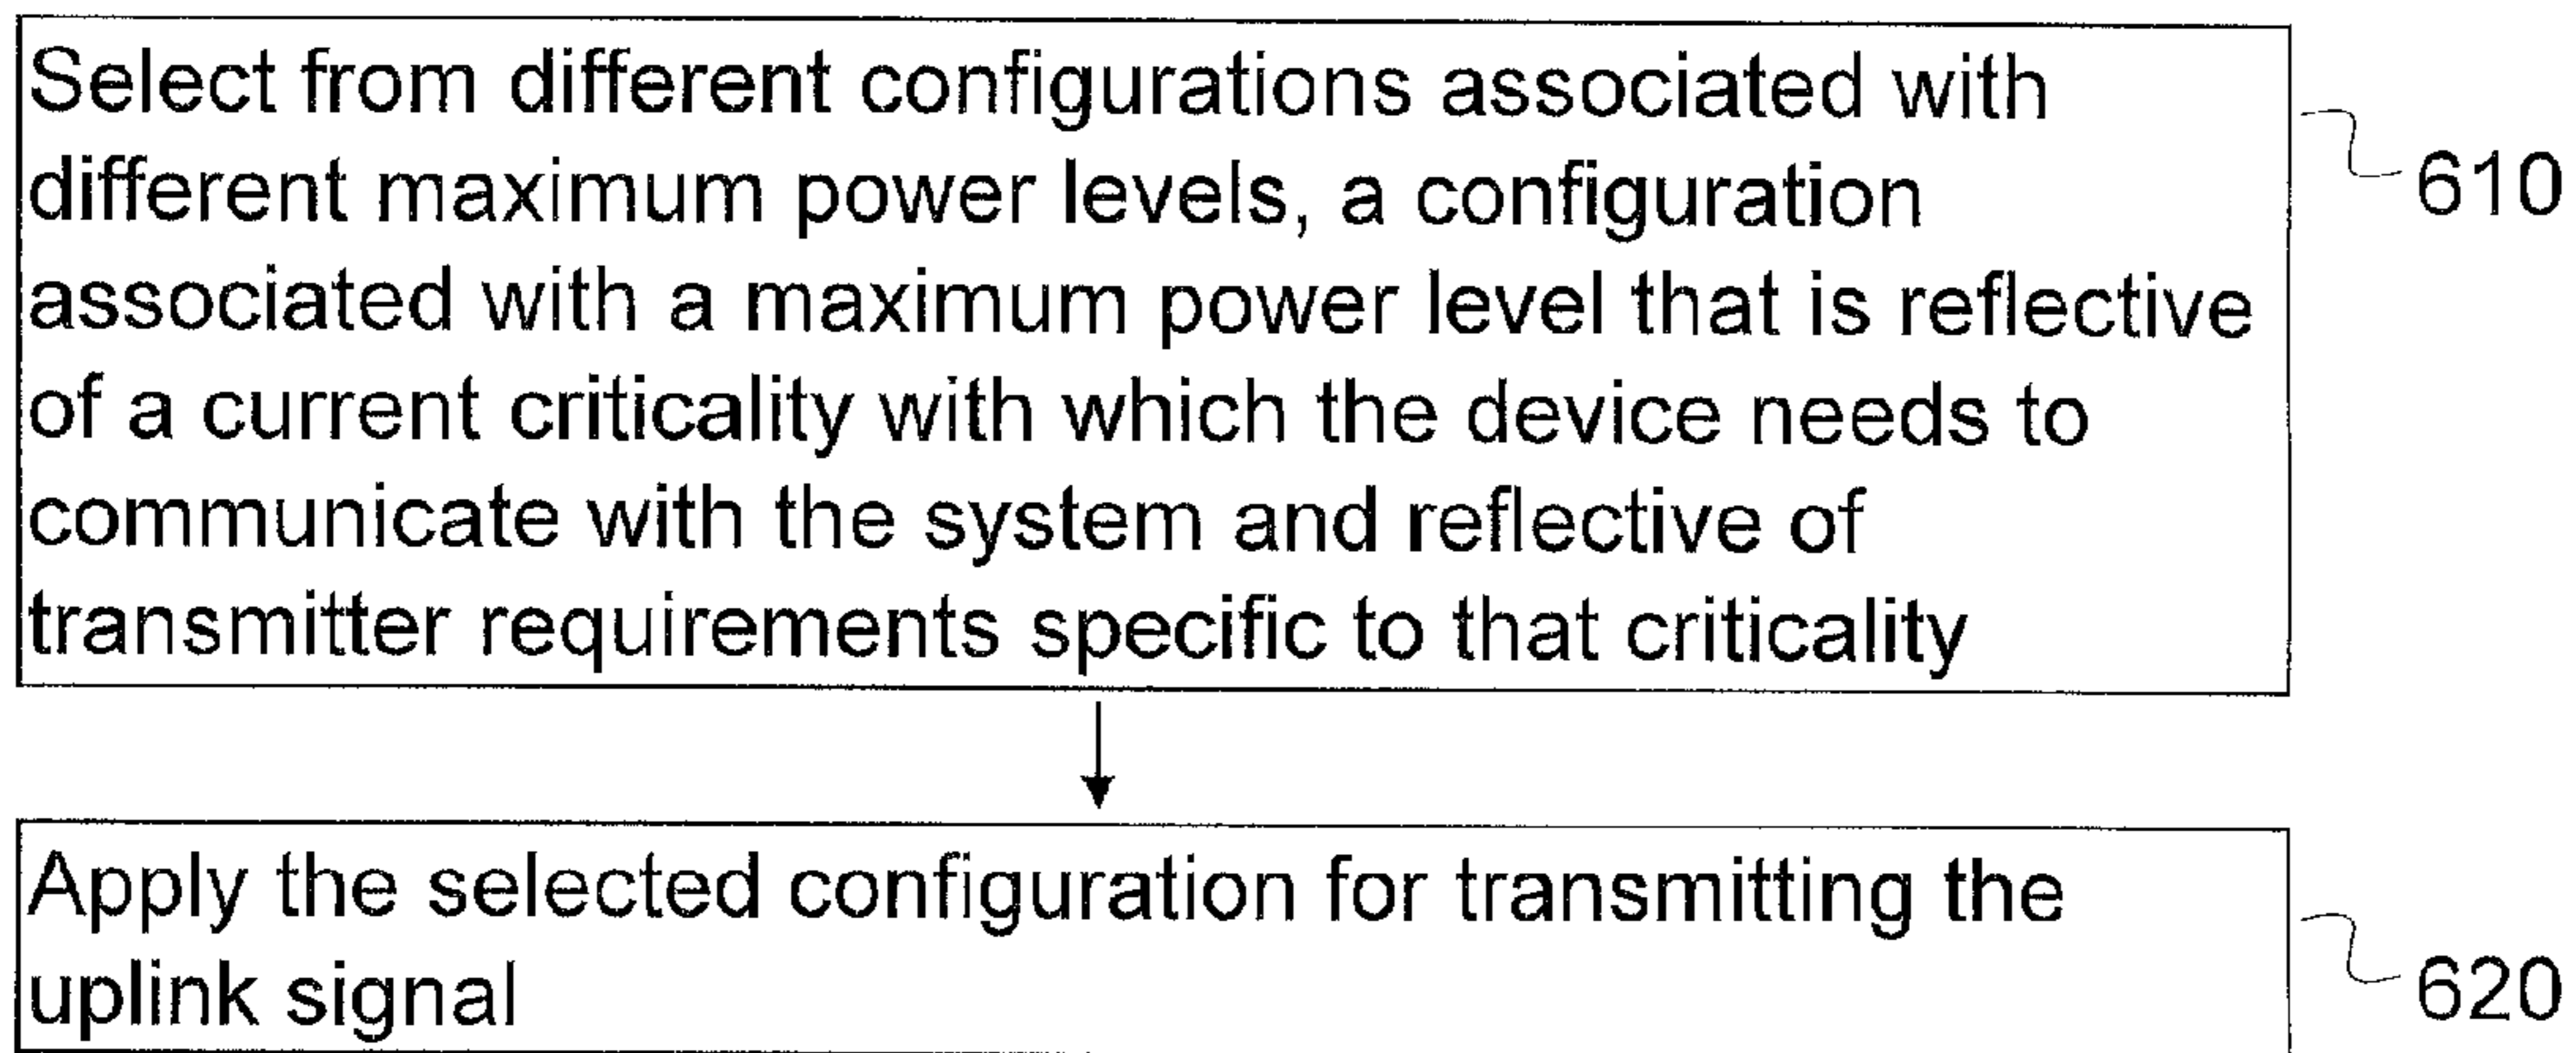 Select from different configurations associated with
different maximum power levels, a configuration
associated with a maximum power level that is reflective
of a current criticality with which the device needs to
communicate with the system and reflective of
transmitter requirements specific to that criticality
610
Apply the selected configuration for transmitting the
uplink signal
620